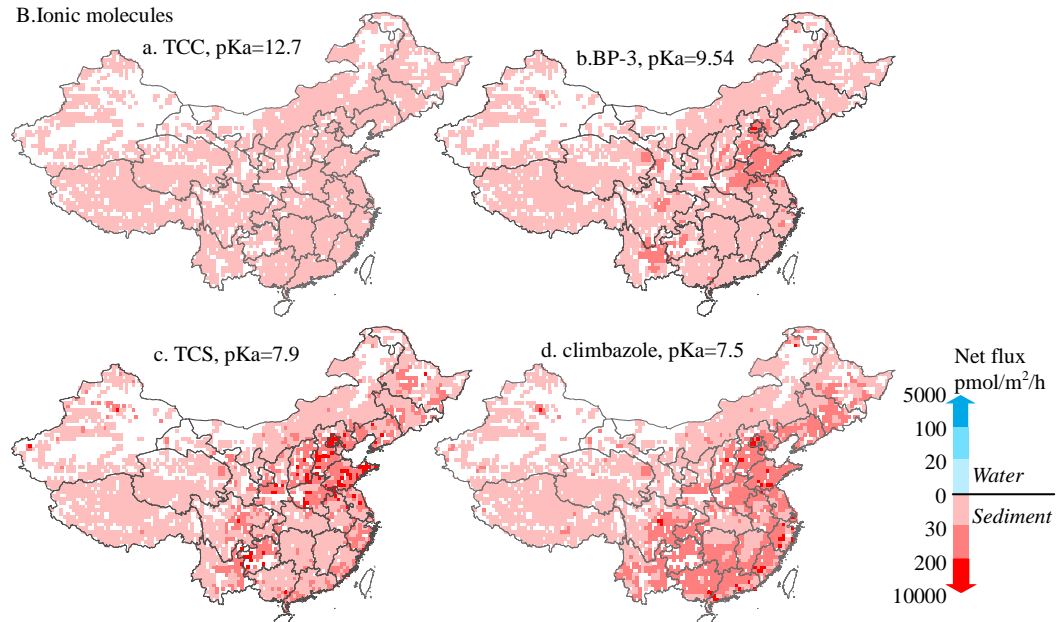 B.Ionic molecules
a. TCC, pKa=12.7
b.BP-3, pKa=9.54
c. TCS, pKa=7.9
d. climbazole, pKa=7.5
Net flux
pmol/m²/h
5000
100
20
Water
0
Sediment
30
200
10000